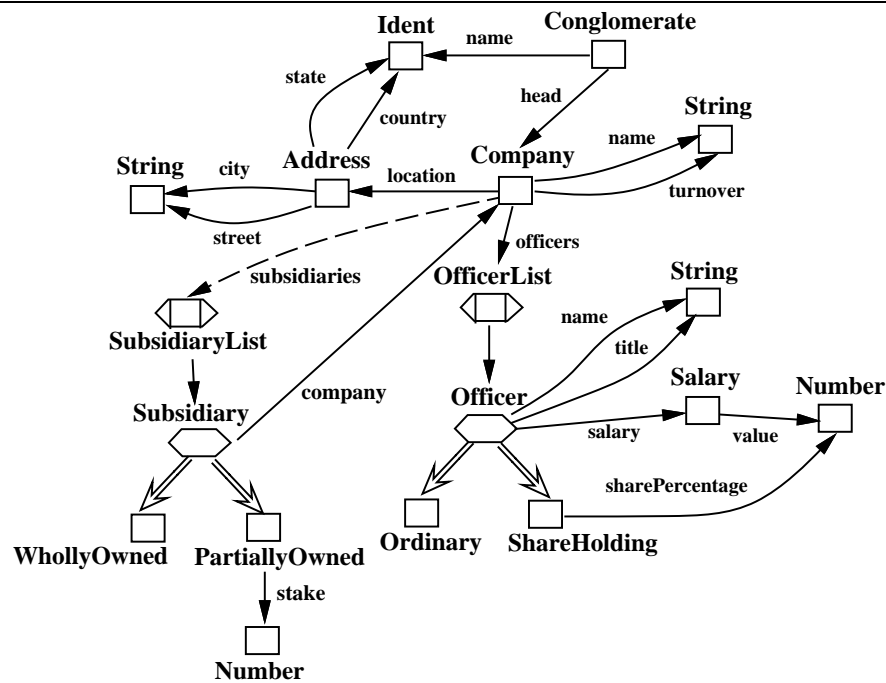 Ident
Conglomerate
name
state
head
country
String
name
String
city
Address
location
Company
turnover
street
officers
subsidiaries
OfficerList
String
name
title
SubsidiaryList
company
Officer
Salary
Number
Subsidiary
salary
value
sharePercentage
WhollyOwned
PartiallyOwned
Ordinary
ShareHolding
stake
Number